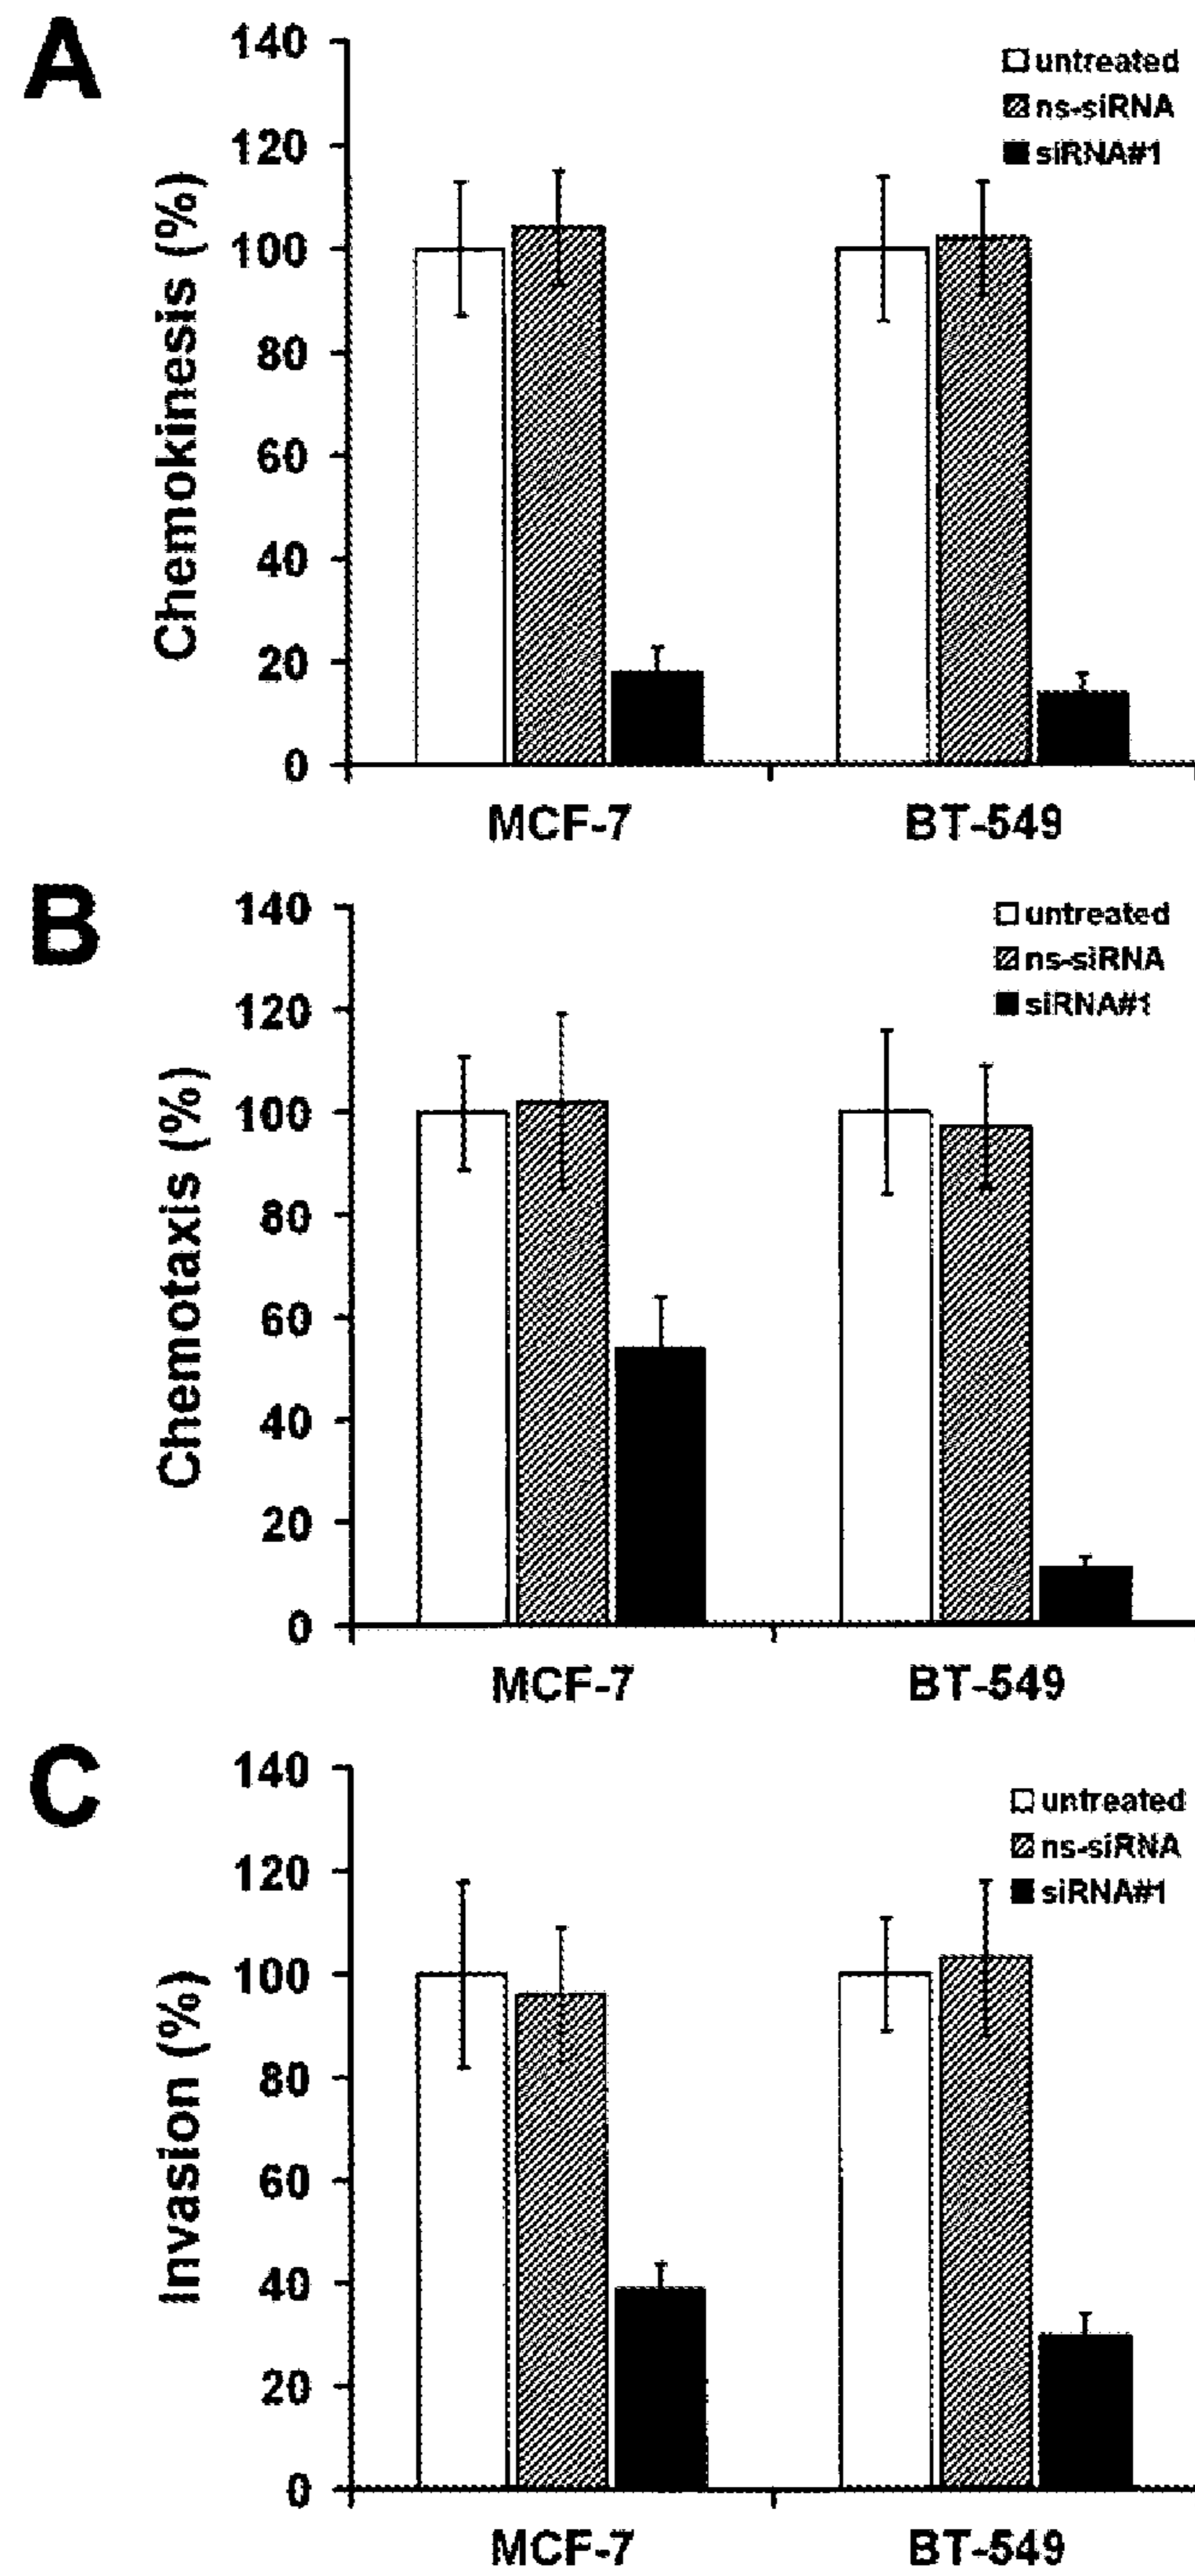 A
140
120
100
80
60
40
20
0
Chemokinesis (%)
untreated
ns-siRNA
siRNA#1
MCF-7 BT-549
B
140
120
100
80
60
40
20
0
Chemotaxis (%)
untreated
ns-siRNA
siRNA#1
MCF-7 BT-549
C
140
120
100
80
60
40
20
0
Invasion (%)
untreated
ns-siRNA
siRNA#1
MCF-7 BT-549